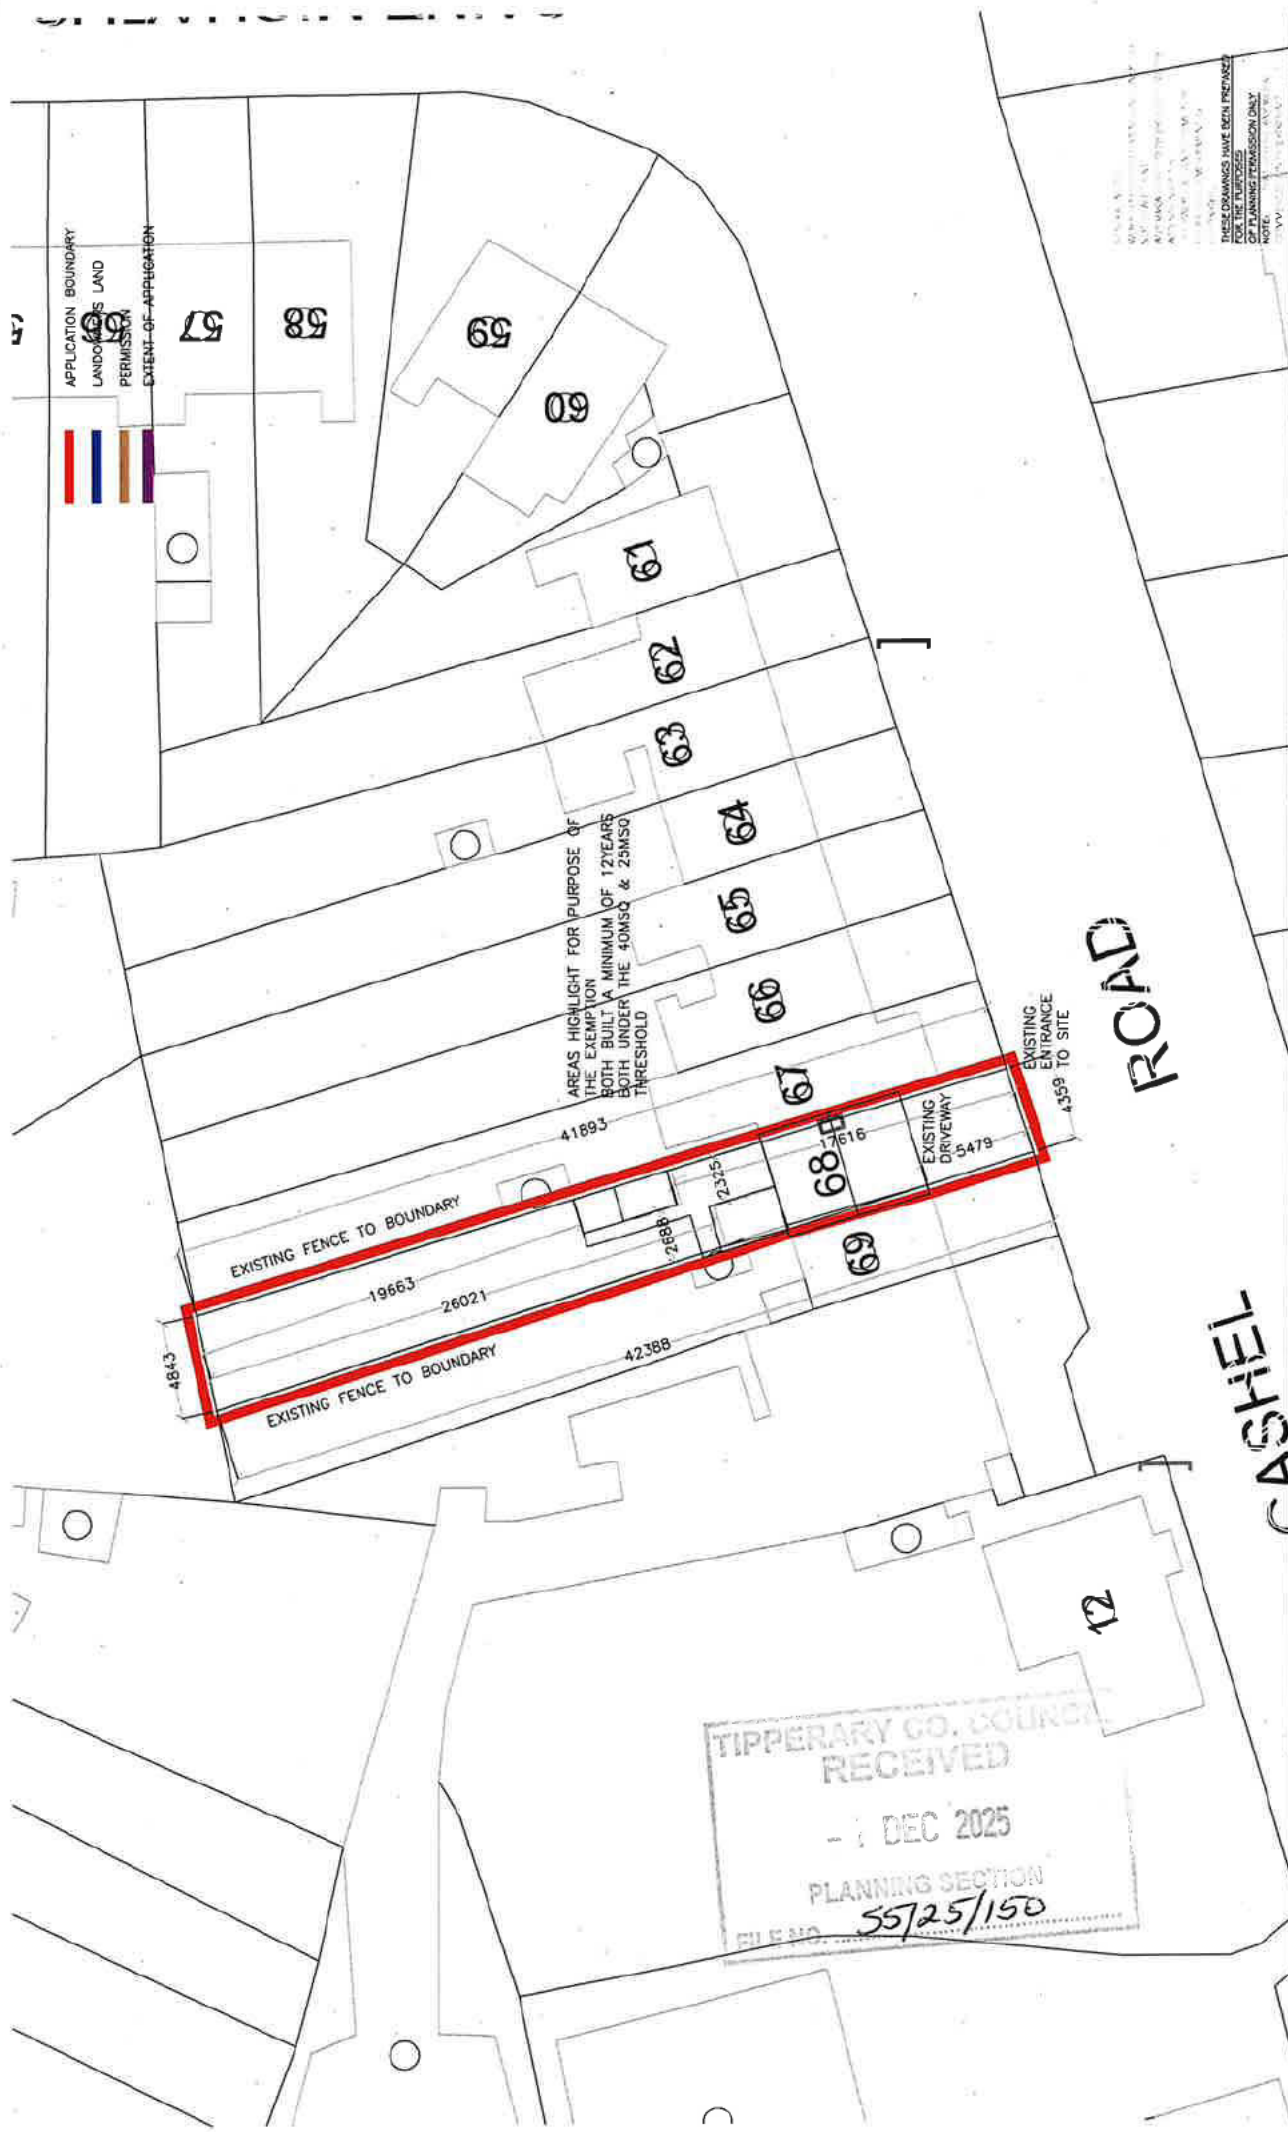 APPLICATION BOUNDARY
LANDOWNERS LAND
PERMISSION
EXTENT OF APPLICATION
THESE DRAWINGS HAVE BEEN PREPARED
FOR THE PURPOSES
OF PLANNING PERMISSION ONLY
NOTE:
56
57
58
59
60
61
62
63
64
65
66
67
68
69
12
AREAS HIGHLIGHT FOR PURPOSE OF
THE EXEMPTION
BOTH BUILT A MINIMUM OF 12YEARS
BOTH UNDER THE 40MSQ & 25MSQ
THRESHOLD
41893
EXISTING FENCE TO BOUNDARY
19663
26021
4843
EXISTING FENCE TO BOUNDARY
42388
2688
2325
17616
EXISTING
DRIVEWAY
5479
EXISTING
ENTRANCE
4359 TO SITE
CASHEL
ROAD
TIPPERARY CO. COUNCIL
RECEIVED
DEC 2025
PLANNING SECTION
FILE NO. 55/25/150